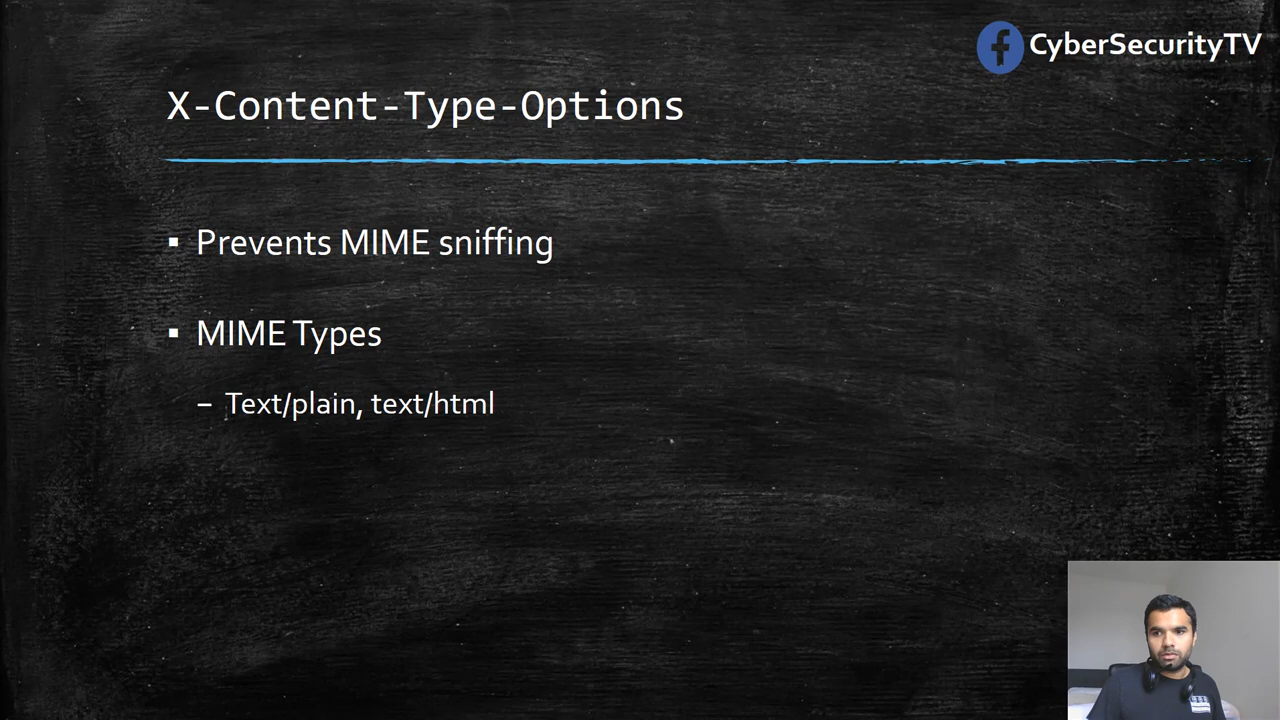 CyberSecurityTV
X-Content-Type-Options
▪ Prevents MIME sniffing
▪ MIME Types
– Text/plain, text/html